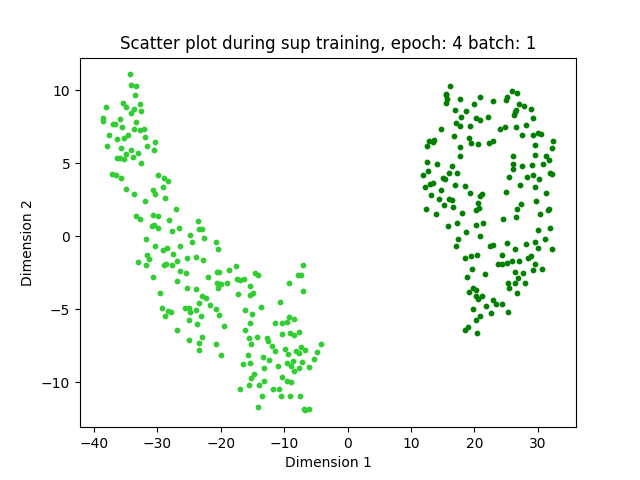 Scatter plot during sup training, epoch: 4 batch: 1
10
5
0
−5
−10
Dimension 2
−40 −30 −20 −10 0 10 20 30
Dimension 1